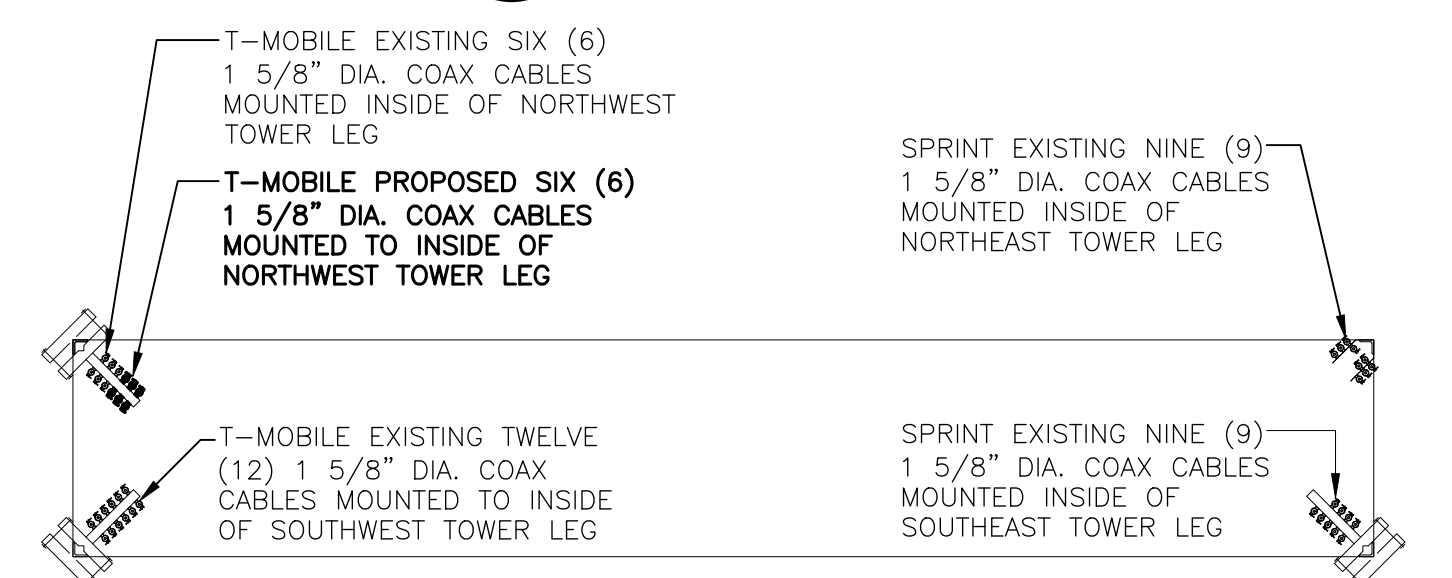 T-MOBILE EXISTING SIX (6)
1 5/8" DIA. COAX CABLES
MOUNTED INSIDE OF NORTHWEST
TOWER LEG
T-MOBILE PROPOSED SIX (6)
1 5/8" DIA. COAX CABLES
MOUNTED TO INSIDE OF
NORTHWEST TOWER LEG
SPRINT EXISTING NINE (9)
1 5/8" DIA. COAX CABLES
MOUNTED INSIDE OF
NORTHEAST TOWER LEG
T-MOBILE EXISTING TWELVE
(12) 1 5/8" DIA. COAX
CABLES MOUNTED TO INSIDE
OF SOUTHWEST TOWER LEG
SPRINT EXISTING NINE (9)
1 5/8" DIA. COAX CABLES
MOUNTED INSIDE OF
SOUTHEAST TOWER LEG